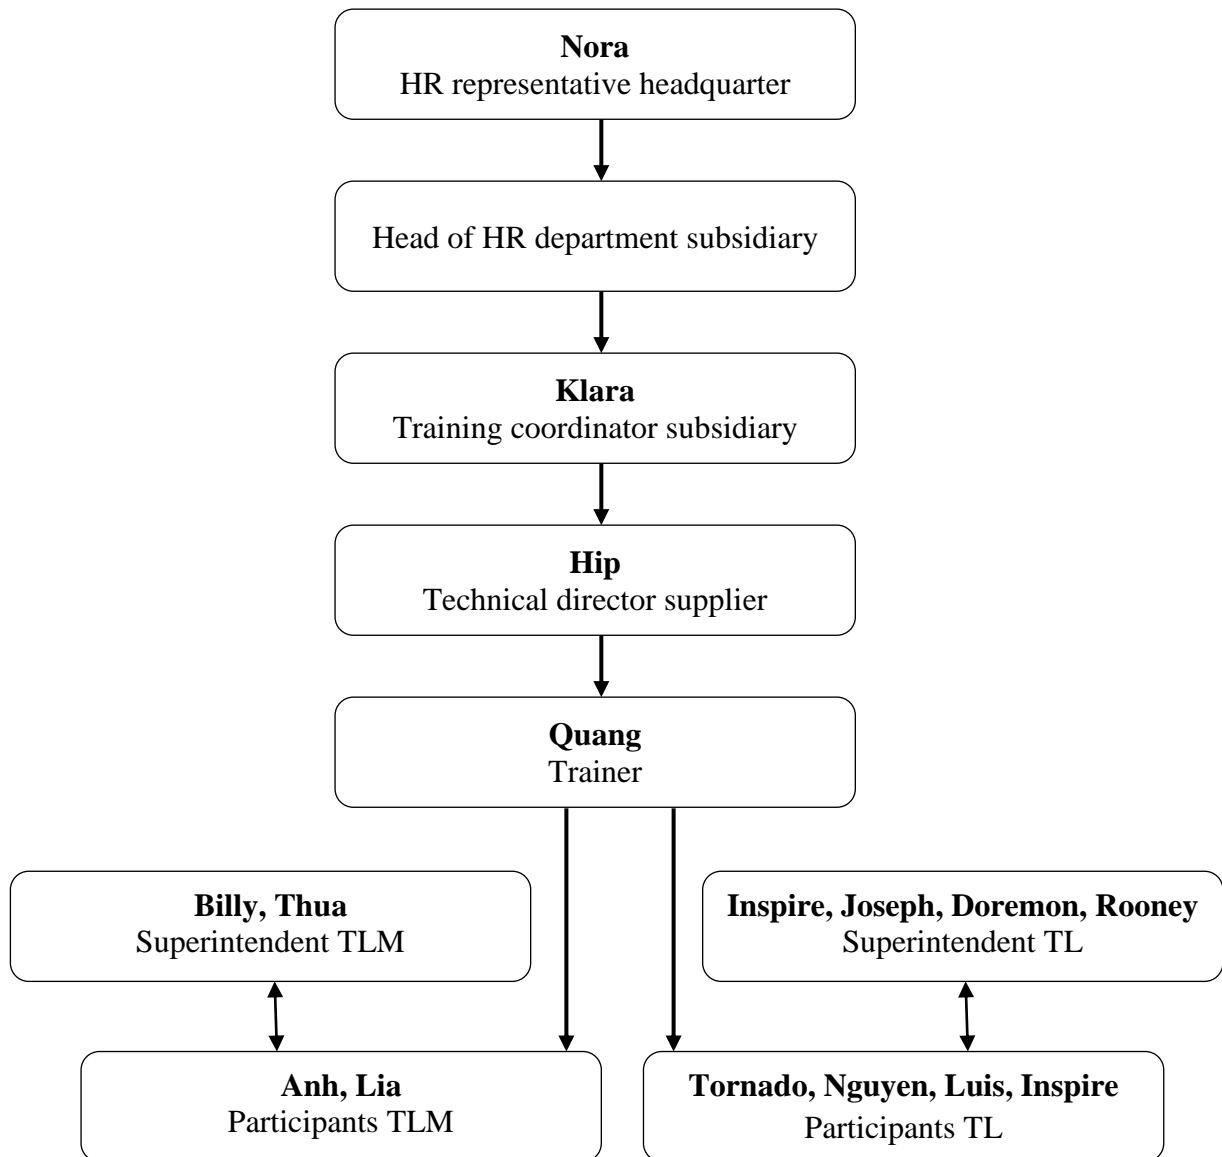 Nora
HR representative headquarter
Head of HR department subsidiary
Klara
Training coordinator subsidiary
Hip
Technical director supplier
Quang
Trainer
Billy, Thua
Superintendent TLM
Inspire, Joseph, Doremon, Rooney
Superintendent TL
Anh, Lia
Participants TLM
Tornado, Nguyen, Luis, Inspire
Participants TL